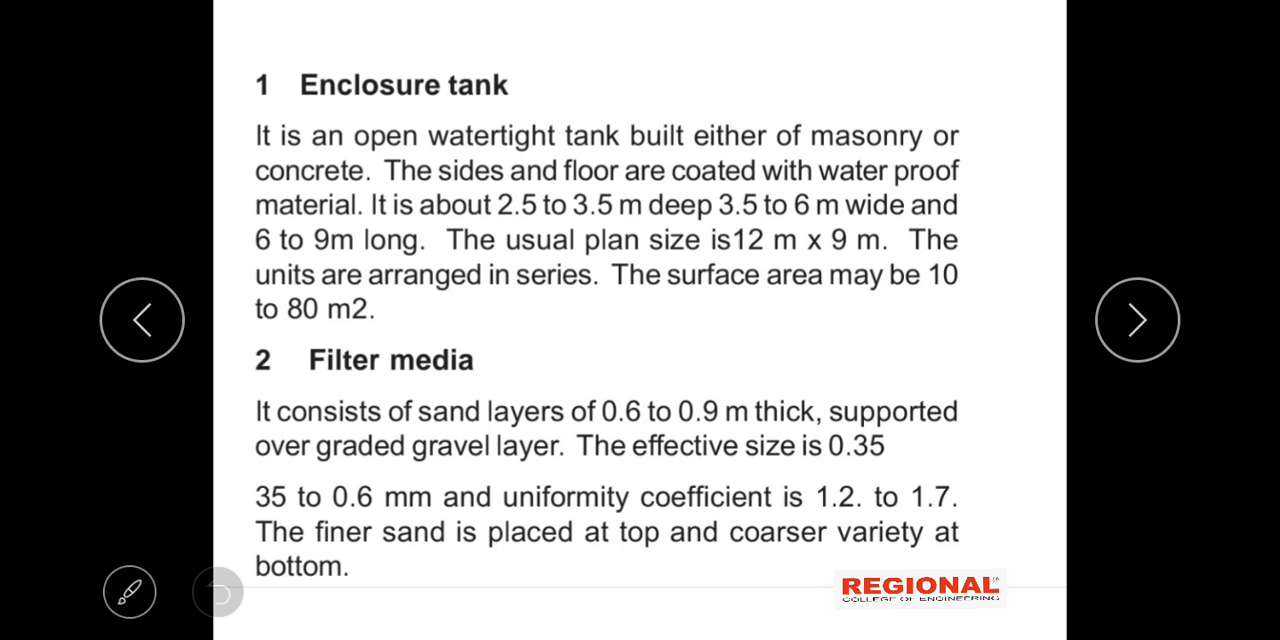 1 Enclosure tank
It is an open watertight tank built either of masonry or
concrete. The sides and floor are coated with water proof
material. It is about 2.5 to 3.5 m deep 3.5 to 6 m wide and
6 to 9m long. The usual plan size is12 m x 9 m. The
units are arranged in series. The surface area may be 10
to 80 m2.
2 Filter media
It consists of sand layers of 0.6 to 0.9 m thick, supported
over graded gravel layer. The effective size is 0.35
35 to 0.6 mm and uniformity coefficient is 1.2. to 1.7.
The finer sand is placed at top and coarser variety at
bottom.
REGIONAL
COLLEGE OF ENGINEERING